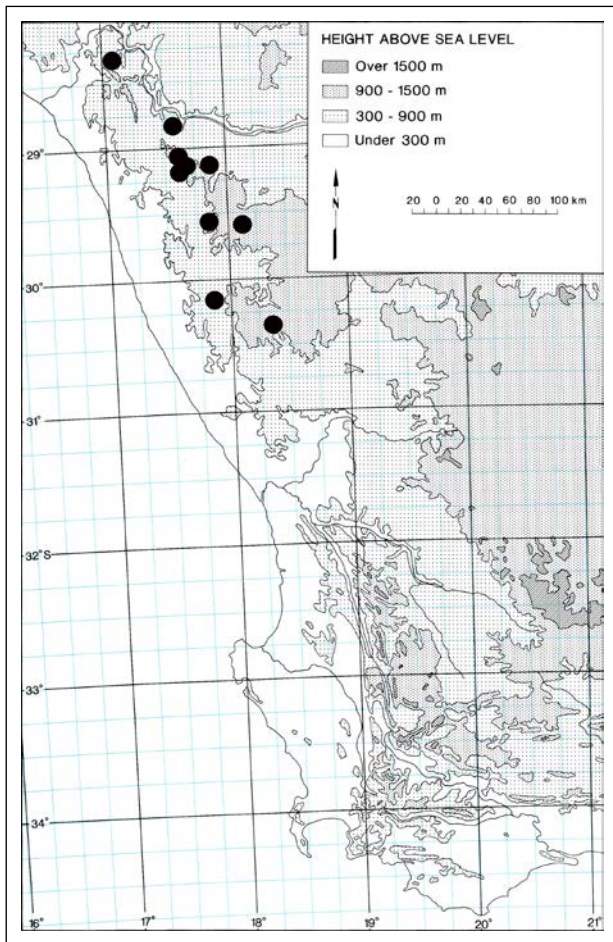 HEIGHT ABOVE SEA LEVEL
Over 1500 m
900 - 1500 m
300 - 900 m
Under 300 m
N
20 0 20 40 60 80 100 km
29°
30°
31°
32°S
33°
34°
16°
17°
18°
19°
20°
21°